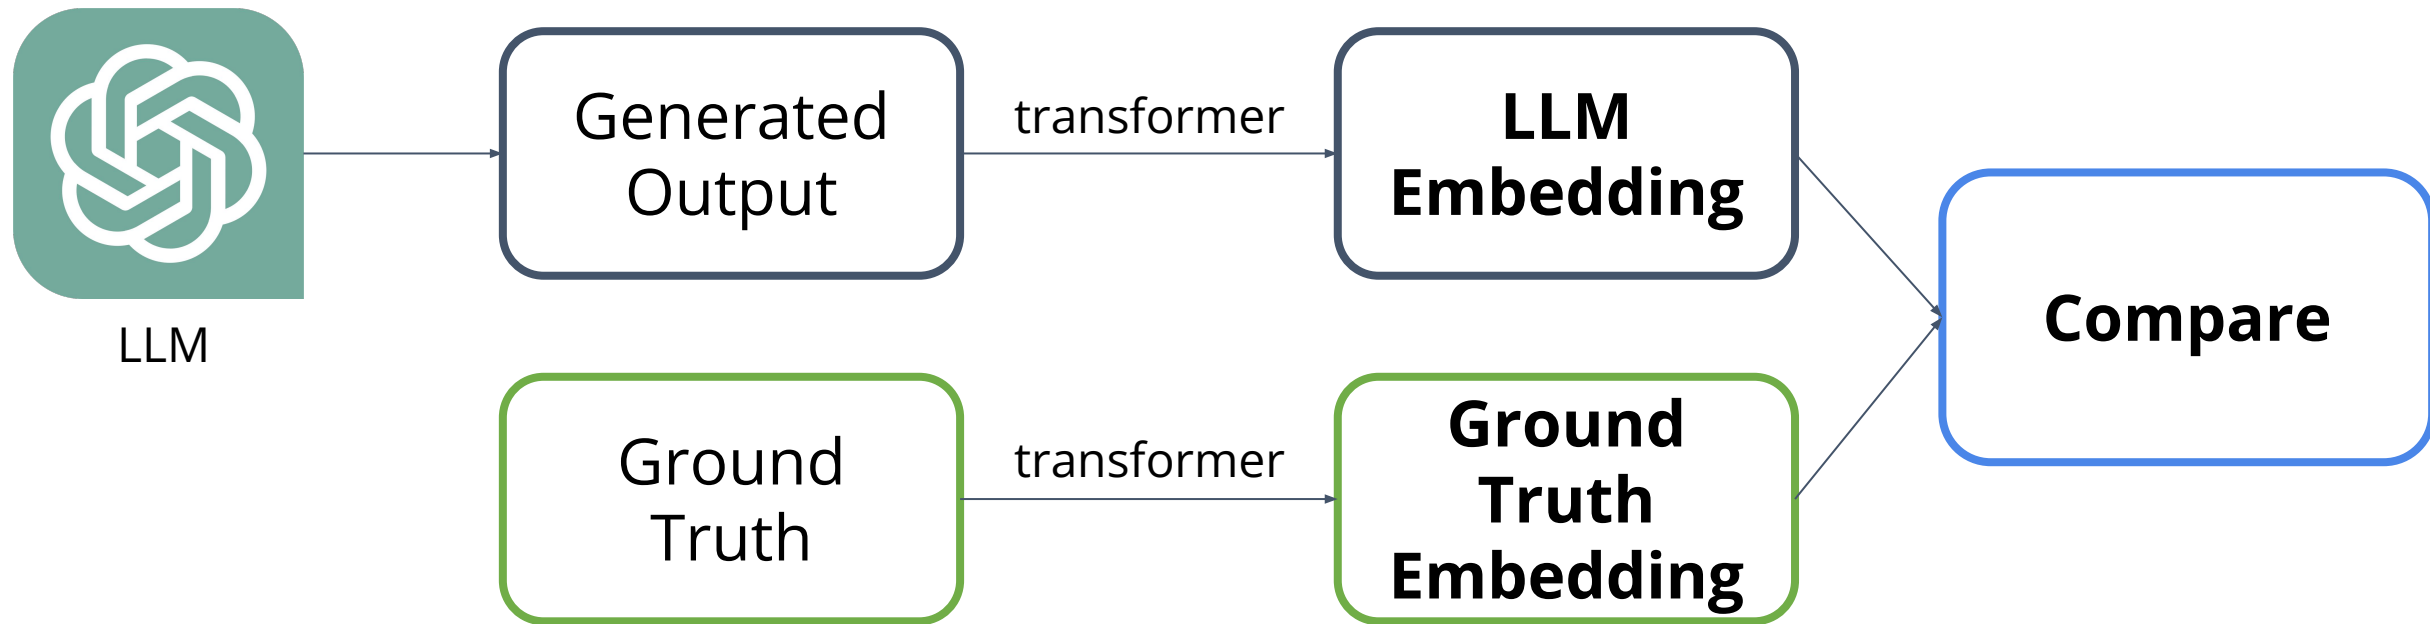 LLM
Generated
Output
transformer
LLM
Embedding
Ground
Truth
transformer
Ground
Truth
Embedding
Compare